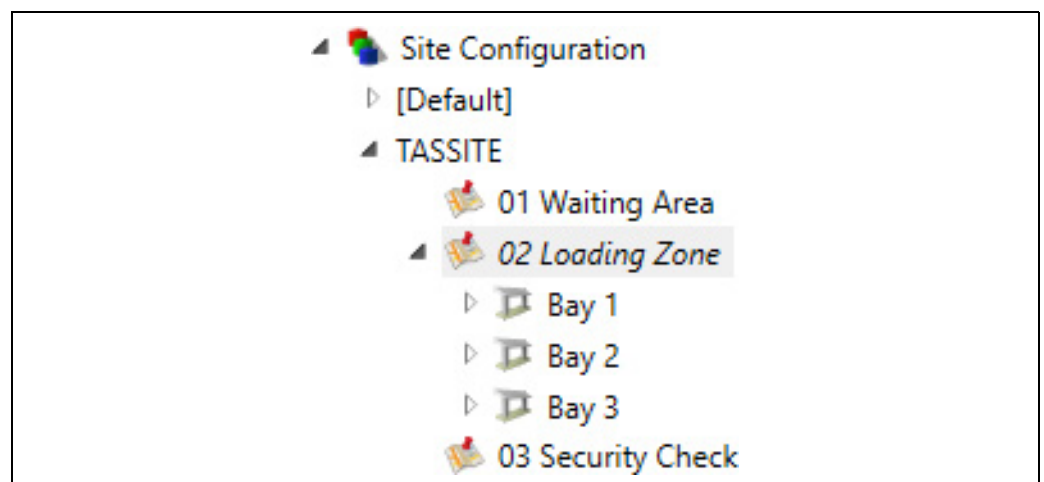 Site Configuration
[Default]
TASSITE
01 Waiting Area
02 Loading Zone
Bay 1
Bay 2
Bay 3
03 Security Check